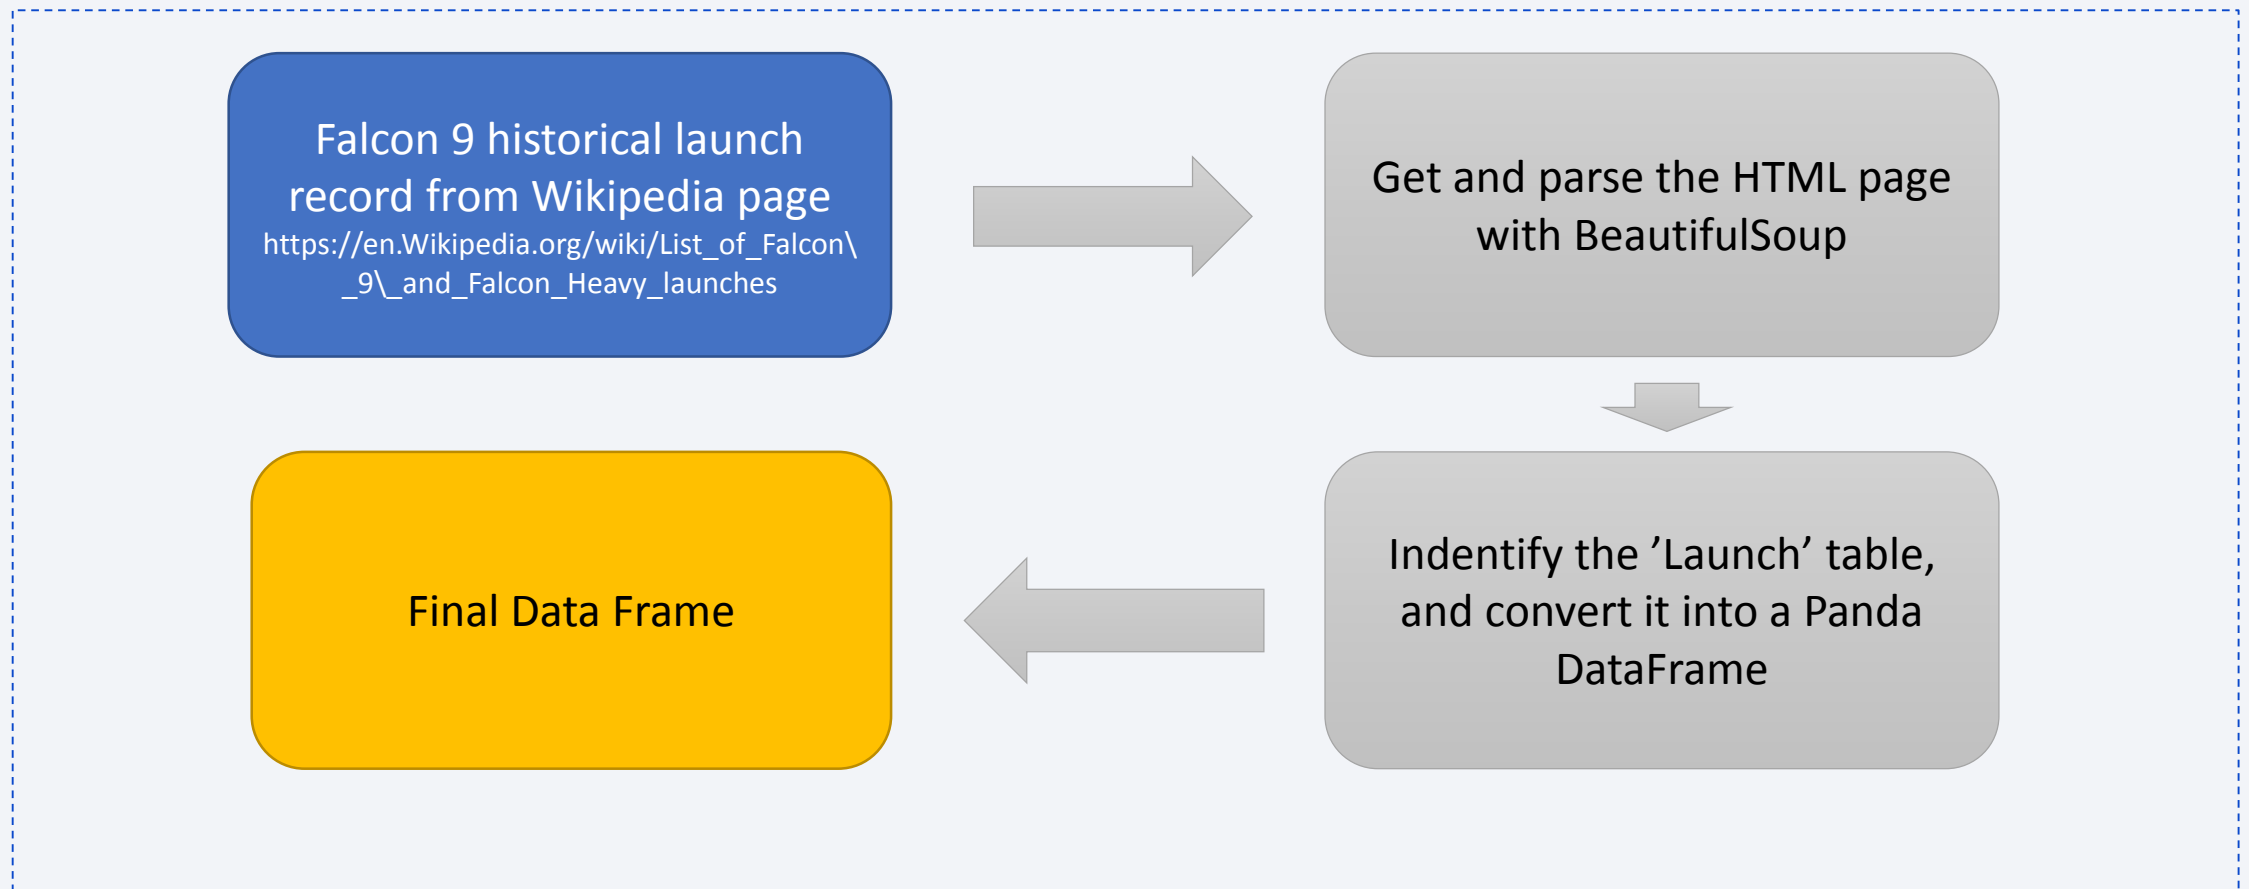 Falcon 9 historical launch
record from Wikipedia page
https://en.Wikipedia.org/wiki/List_of_Falcon\
_9\_and_Falcon_Heavy_launches
Get and parse the HTML page
with BeautifulSoup
Indentify the ’Launch’ table,
and convert it into a Panda
DataFrame
Final Data Frame